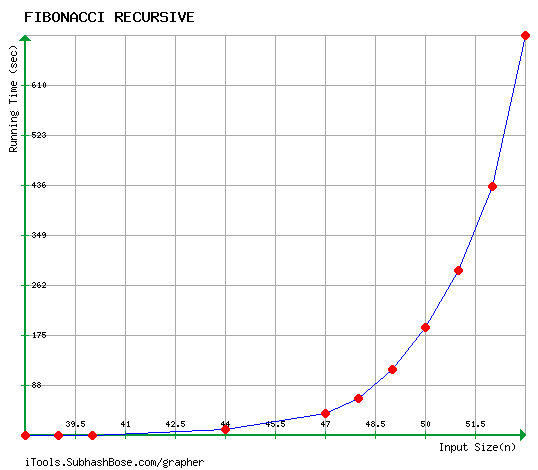 FIBONACCI RECURSIVE
Running Time (sec)
610
523
436
349
262
175
88
39.5 41 42.5 44 45.5 47 48.5 50 51.5
Input Size(n)
iTools.SubhashBose.com/grapher